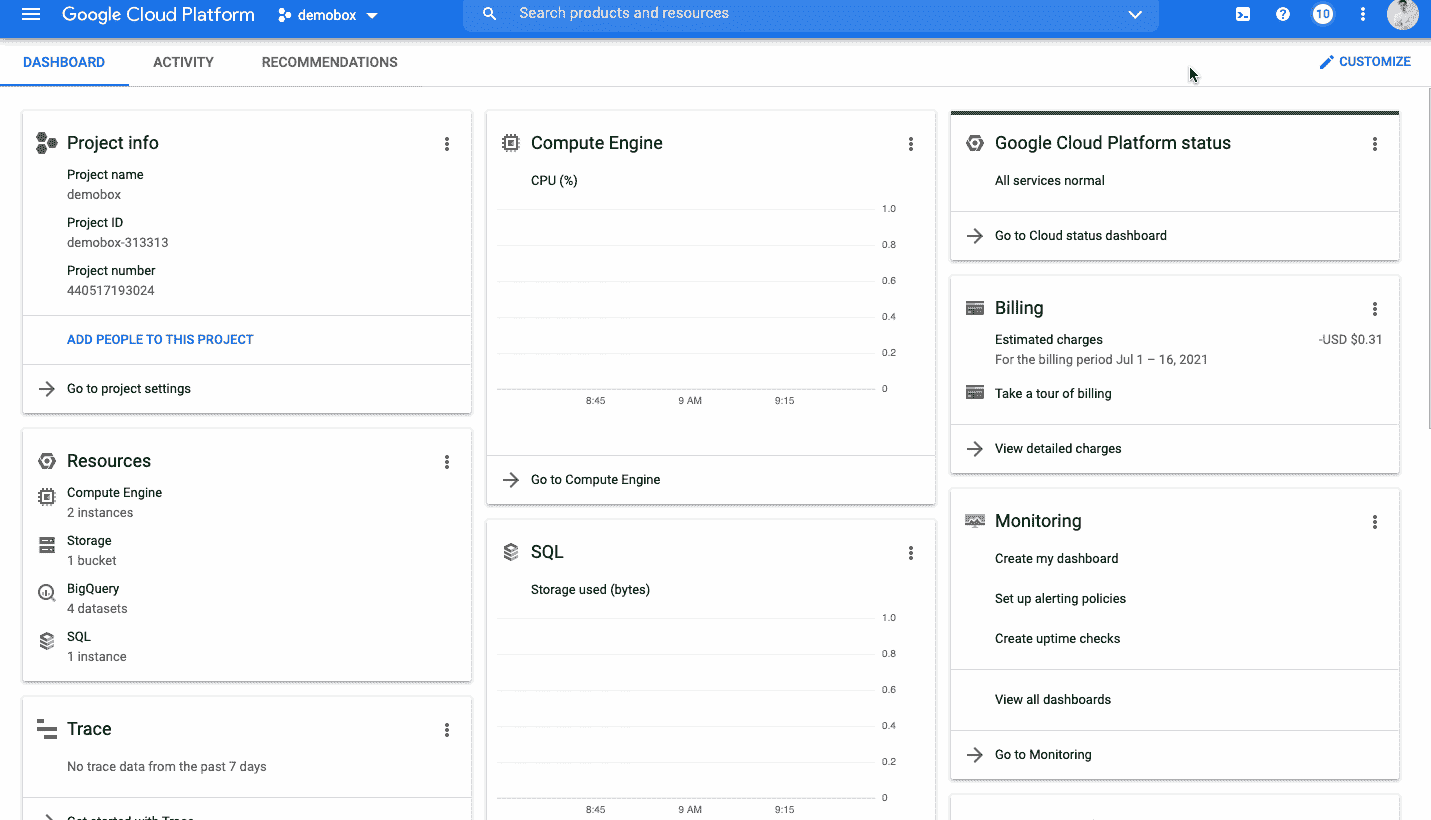 Google Cloud Platform demobox Search products and resources 10
DASHBOARD ACTIVITY RECOMMENDATIONS CUSTOMIZE
Project info
Project name
demobox
Project ID
demobox-313313
Project number
440517193024
ADD PEOPLE TO THIS PROJECT
Go to project settings
Resources
Compute Engine
2 instances
Storage
1 bucket
BigQuery
4 datasets
SQL
1 instance
Trace
No trace data from the past 7 days
Get started with Trace
Compute Engine
CPU (%)
1.0
0.8
0.6
0.4
0.2
0
8:45 9 AM 9:15
Go to Compute Engine
SQL
Storage used (bytes)
1.0
0.8
0.6
0.4
0.2
0
8:45 9 AM 9:15
Google Cloud Platform status
All services normal
Go to Cloud status dashboard
Billing
Estimated charges -USD $0.31
For the billing period Jul 1 – 16, 2021
Take a tour of billing
View detailed charges
Monitoring
Create my dashboard
Set up alerting policies
Create uptime checks
View all dashboards
Go to Monitoring